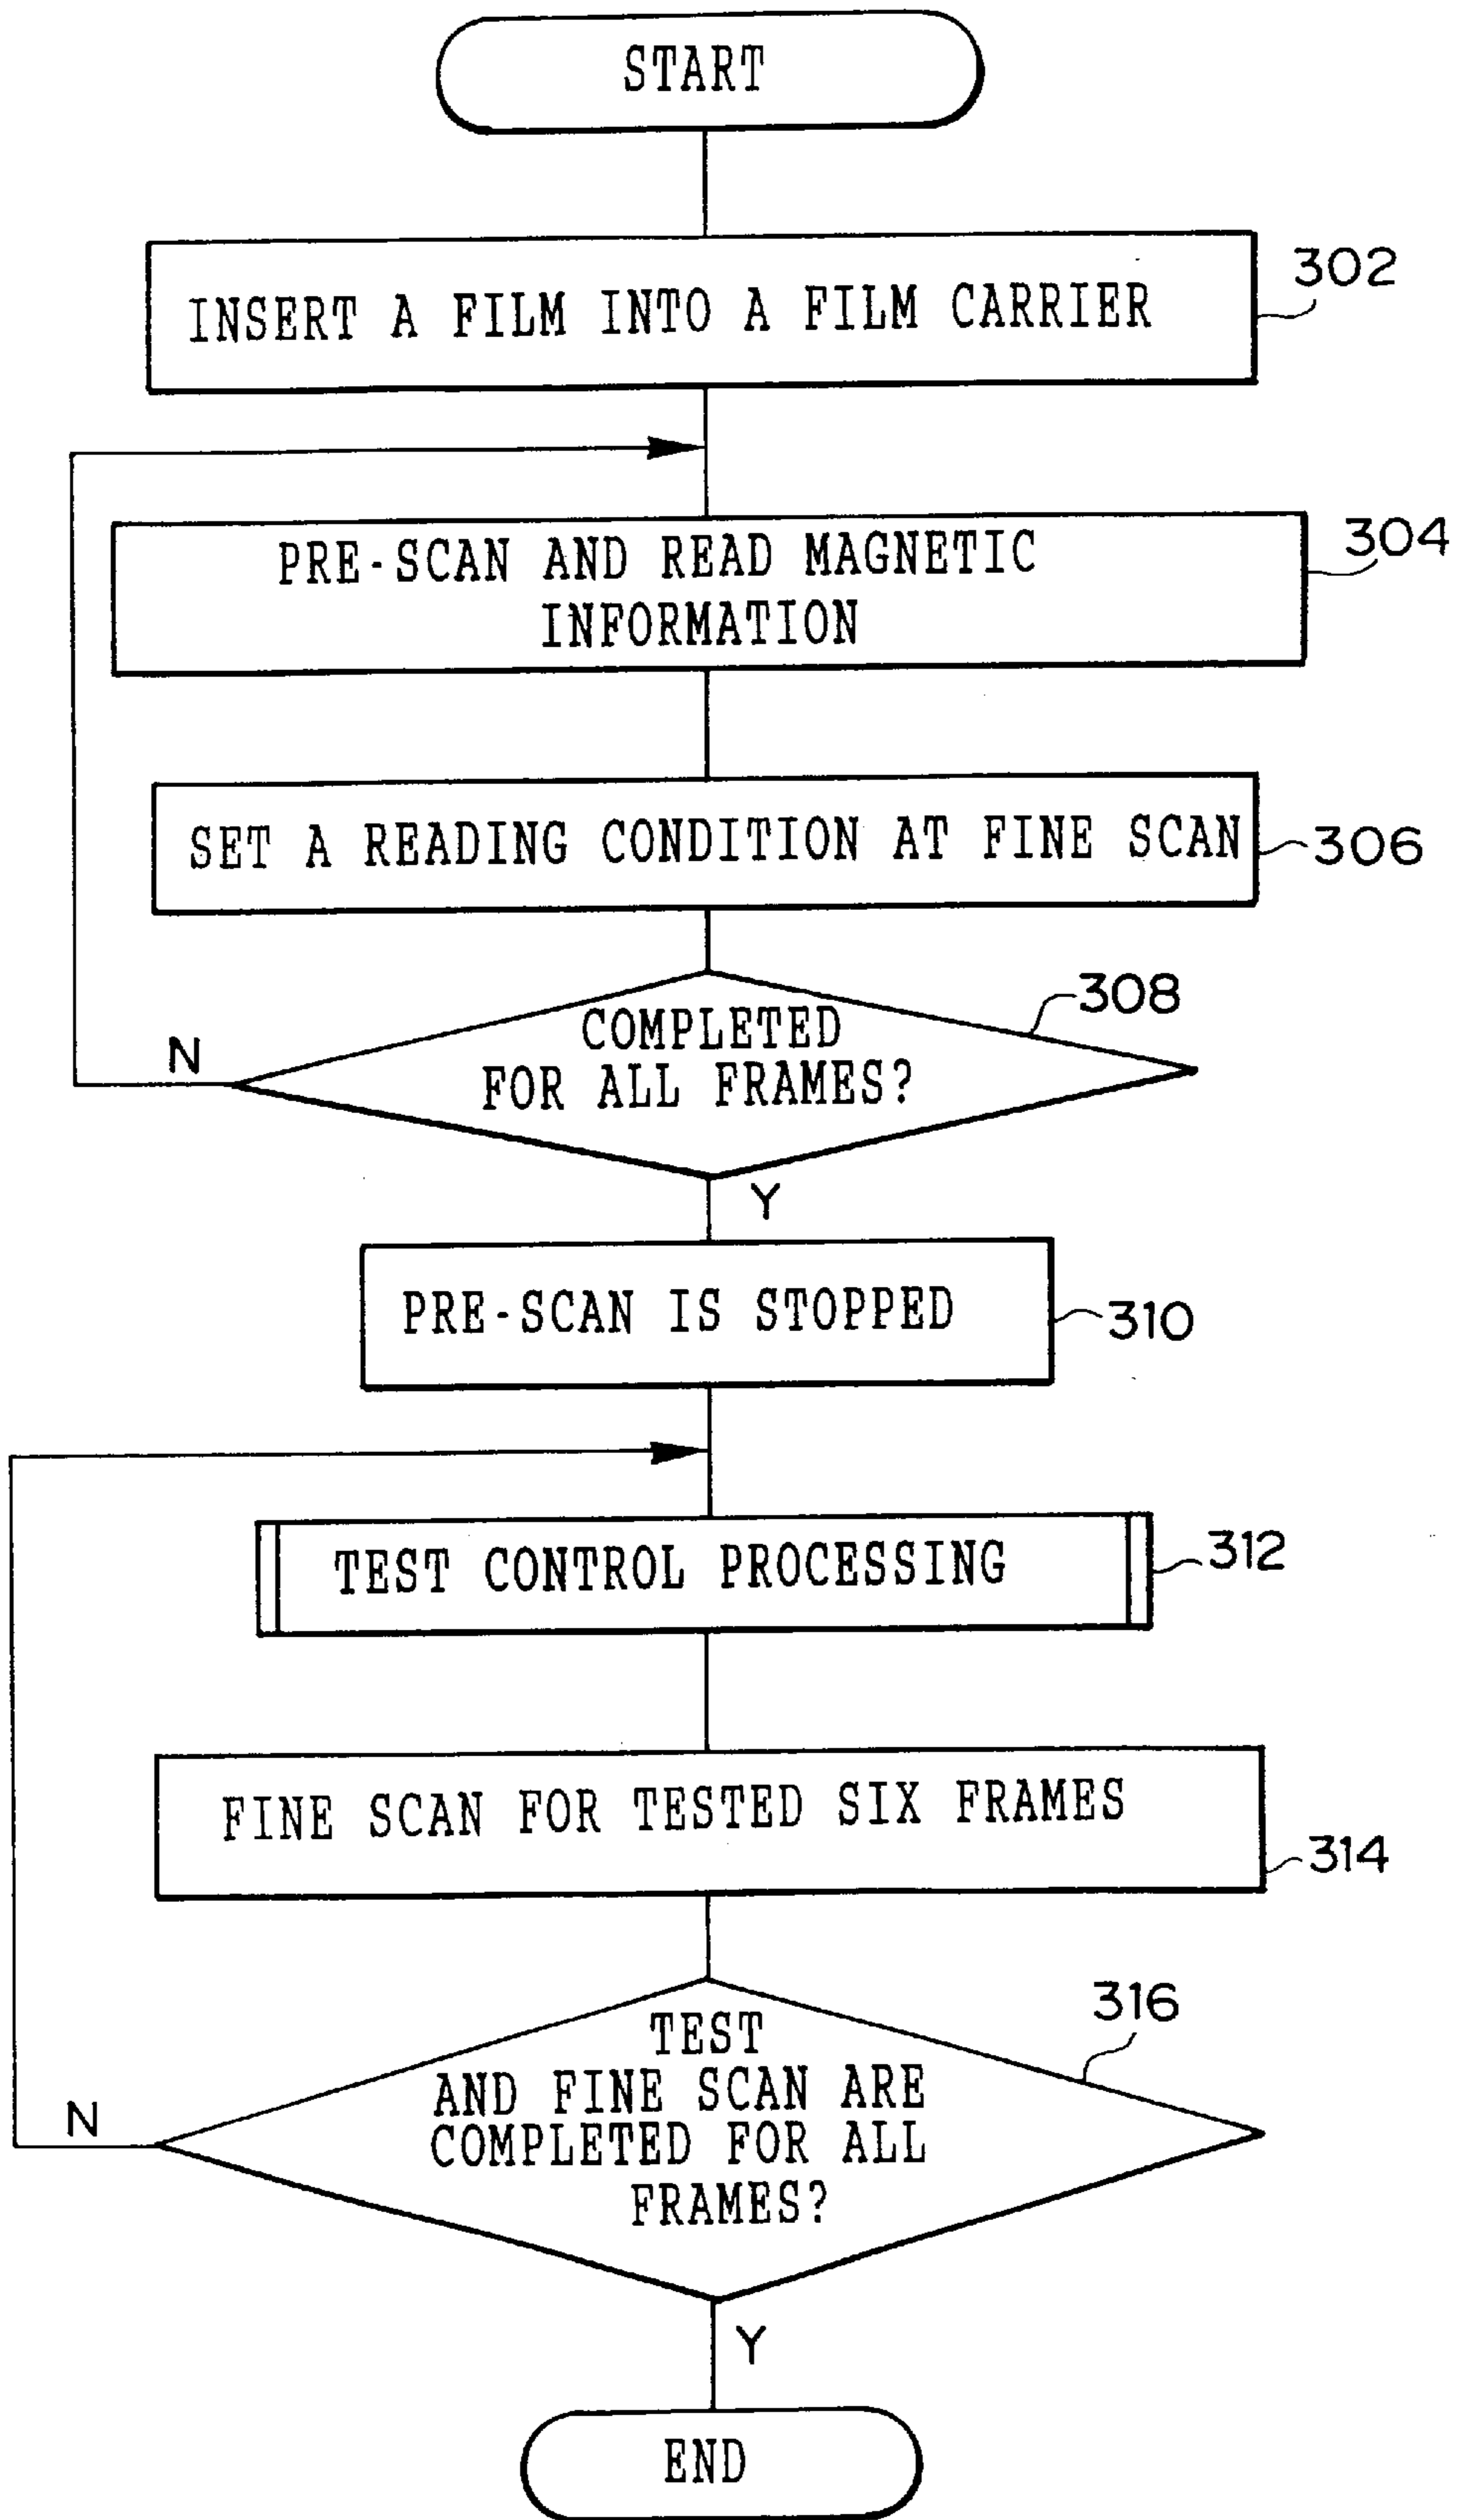 START
INSERT A FILM INTO A FILM CARRIER
302
PRE-SCAN AND READ MAGNETIC
INFORMATION
304
SET A READING CONDITION AT FINE SCAN
306
308
COMPLETED
FOR ALL FRAMES?
N
Y
PRE-SCAN IS STOPPED
310
TEST CONTROL PROCESSING
312
FINE SCAN FOR TESTED SIX FRAMES
314
316
TEST
AND FINE SCAN ARE
COMPLETED FOR ALL
FRAMES?
N
Y
END